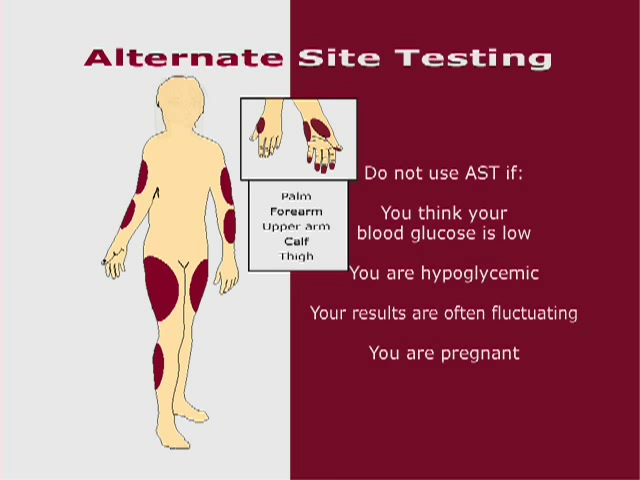 Alternate Site Testing
Palm
Forearm
Upper arm
Calf
Thigh
Do not use AST if:
You think your
blood glucose is low
You are hypoglycemic
Your results are often fluctuating
You are pregnant